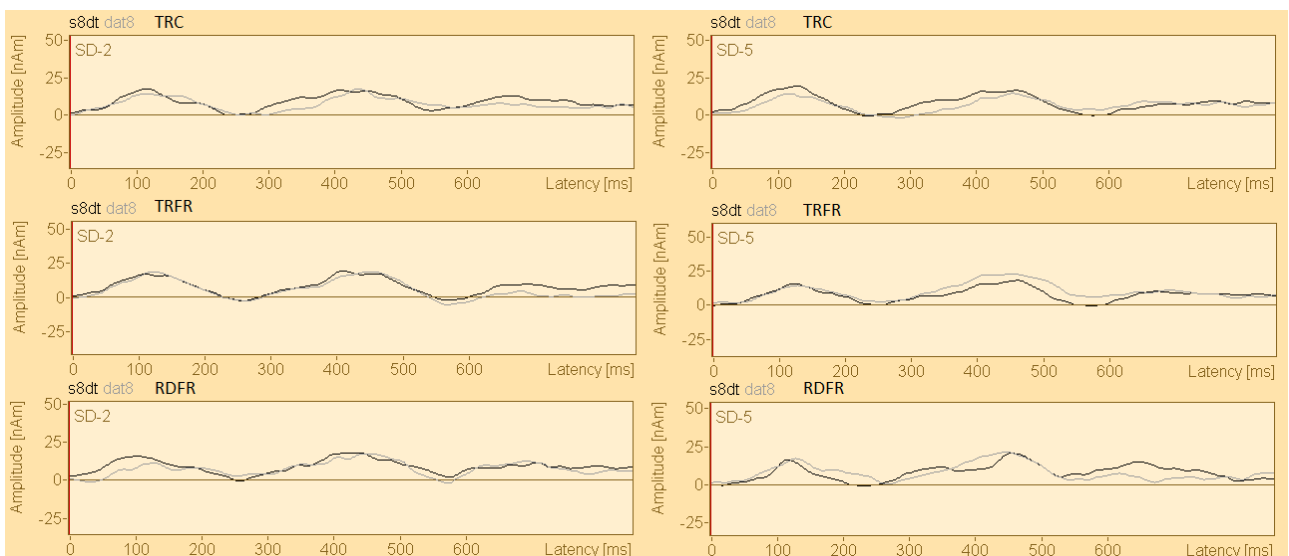 s8dt dat8 TRC
SD-2
Amplitude [nAm]
50
25
0
-25
0 100 200 300 400 500 600 Latency [ms]
s8dt dat8 TRC
SD-5
Amplitude [nAm]
50
25
0
-25
0 100 200 300 400 500 600 Latency [ms]
s8dt dat8 TRFR
SD-2
Amplitude [nAm]
50
25
0
-25
0 100 200 300 400 500 600 Latency [ms]
s8dt dat8 TRFR
SD-5
Amplitude [nAm]
50
25
0
-25
0 100 200 300 400 500 600 Latency [ms]
s8dt dat8 RDFR
SD-2
Amplitude [nAm]
50
25
0
-25
0 100 200 300 400 500 600 Latency [ms]
s8dt dat8 RDFR
SD-5
Amplitude [nAm]
50
25
0
-25
0 100 200 300 400 500 600 Latency [ms]